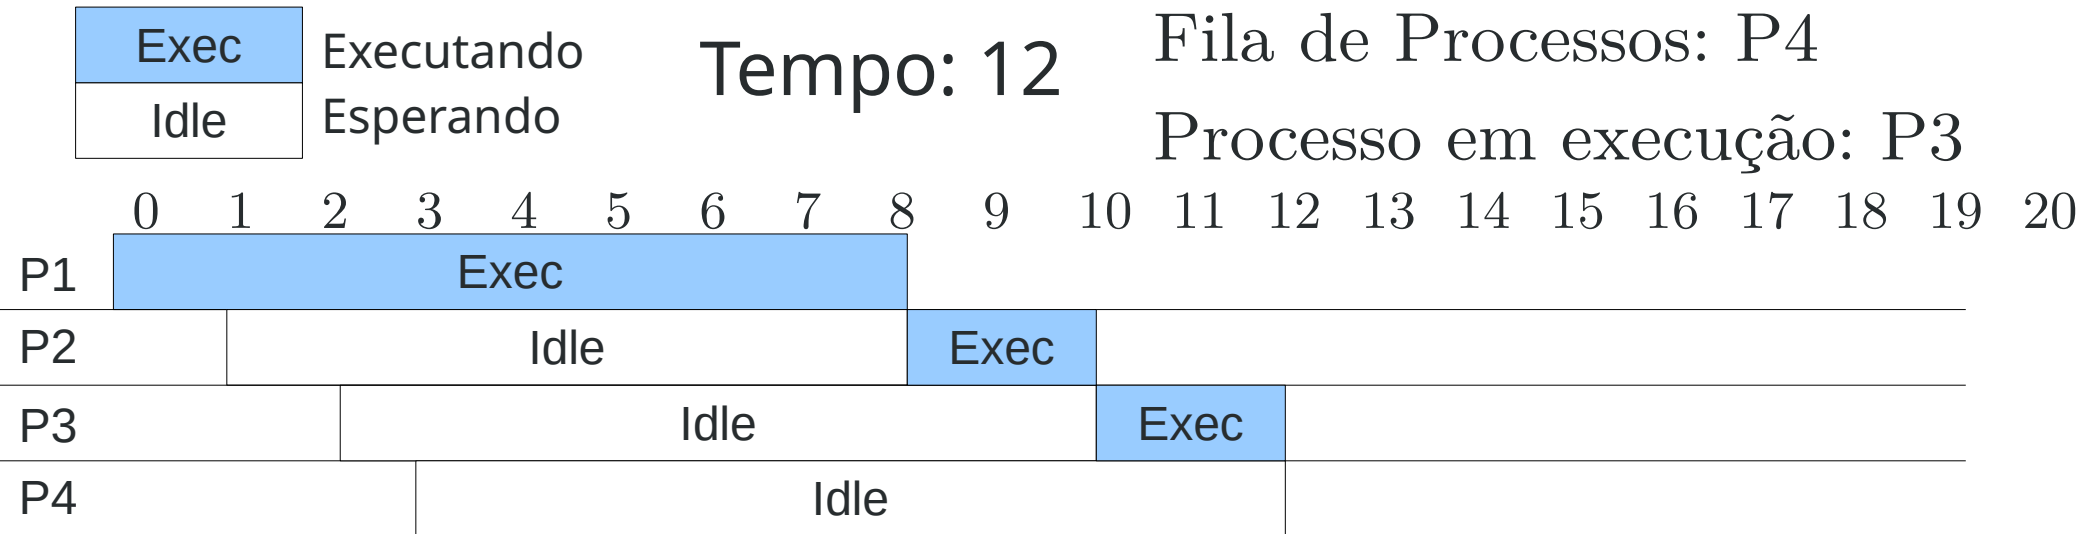 Exec Executando
Idle Esperando
Tempo: 12
Fila de Processos: P4
Processo em execução: P3
0 1 2 3 4 5 6 7 8 9 10 11 12 13 14 15 16 17 18 19 20
P1 Exec
P2 Idle Exec
P3 Idle Exec
P4 Idle